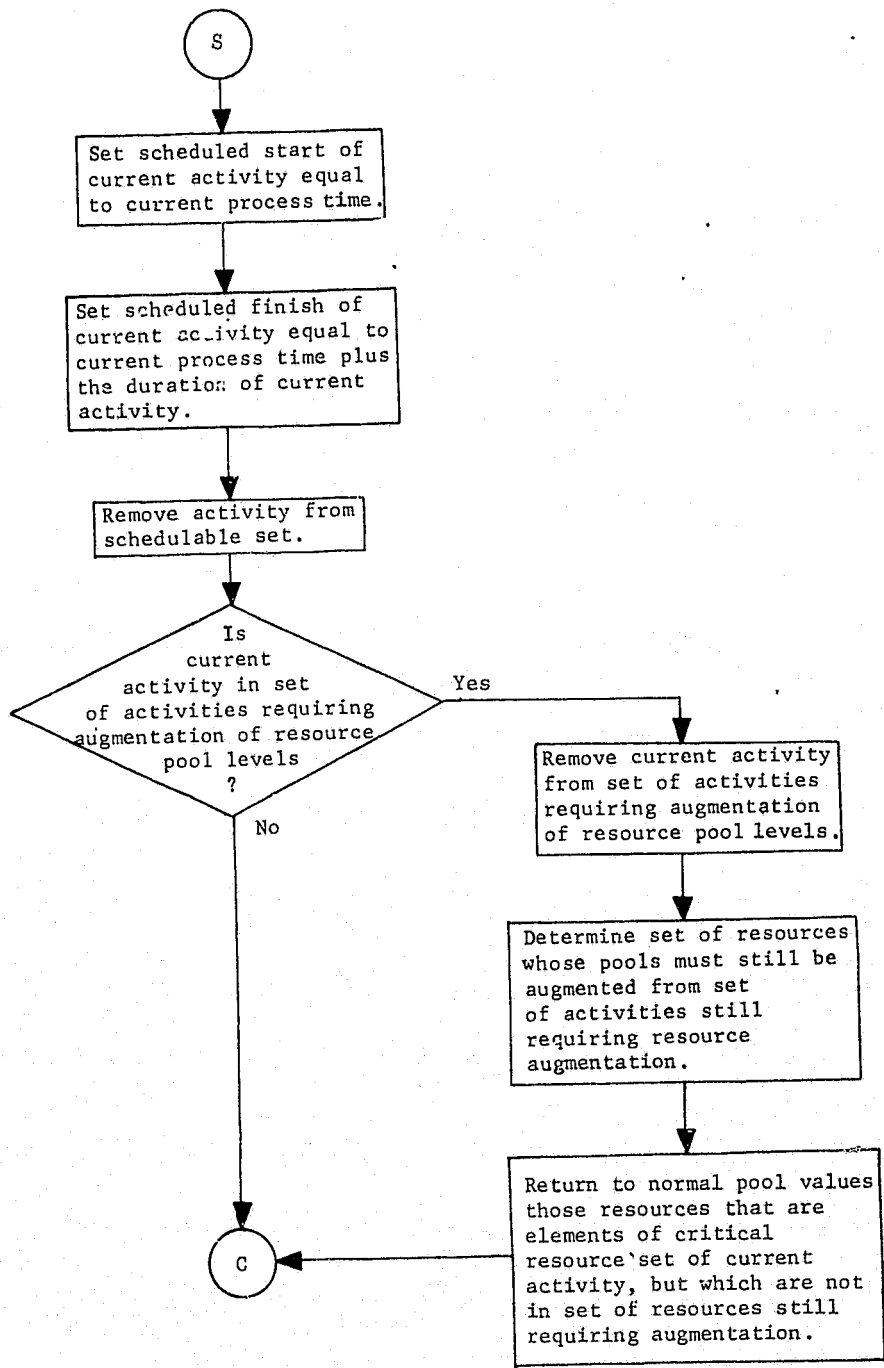 S
Set scheduled start of
current activity equal
to current process time.
Set scheduled finish of
current activity equal to
current process time plus
the duration of current
activity.
Remove activity from
schedulable set.
Is
current
activity in set
of activities requiring
augmentation of resource
pool levels
?
Yes
No
Remove current activity
from set of activities
requiring augmentation
of resource pool levels.
Determine set of resources
whose pools must still be
augmented from set
of activities still
requiring resource
augmentation.
Return to normal pool values
those resources that are
elements of critical
resource set of current
activity, but which are not
in set of resources still
requiring augmentation.
C